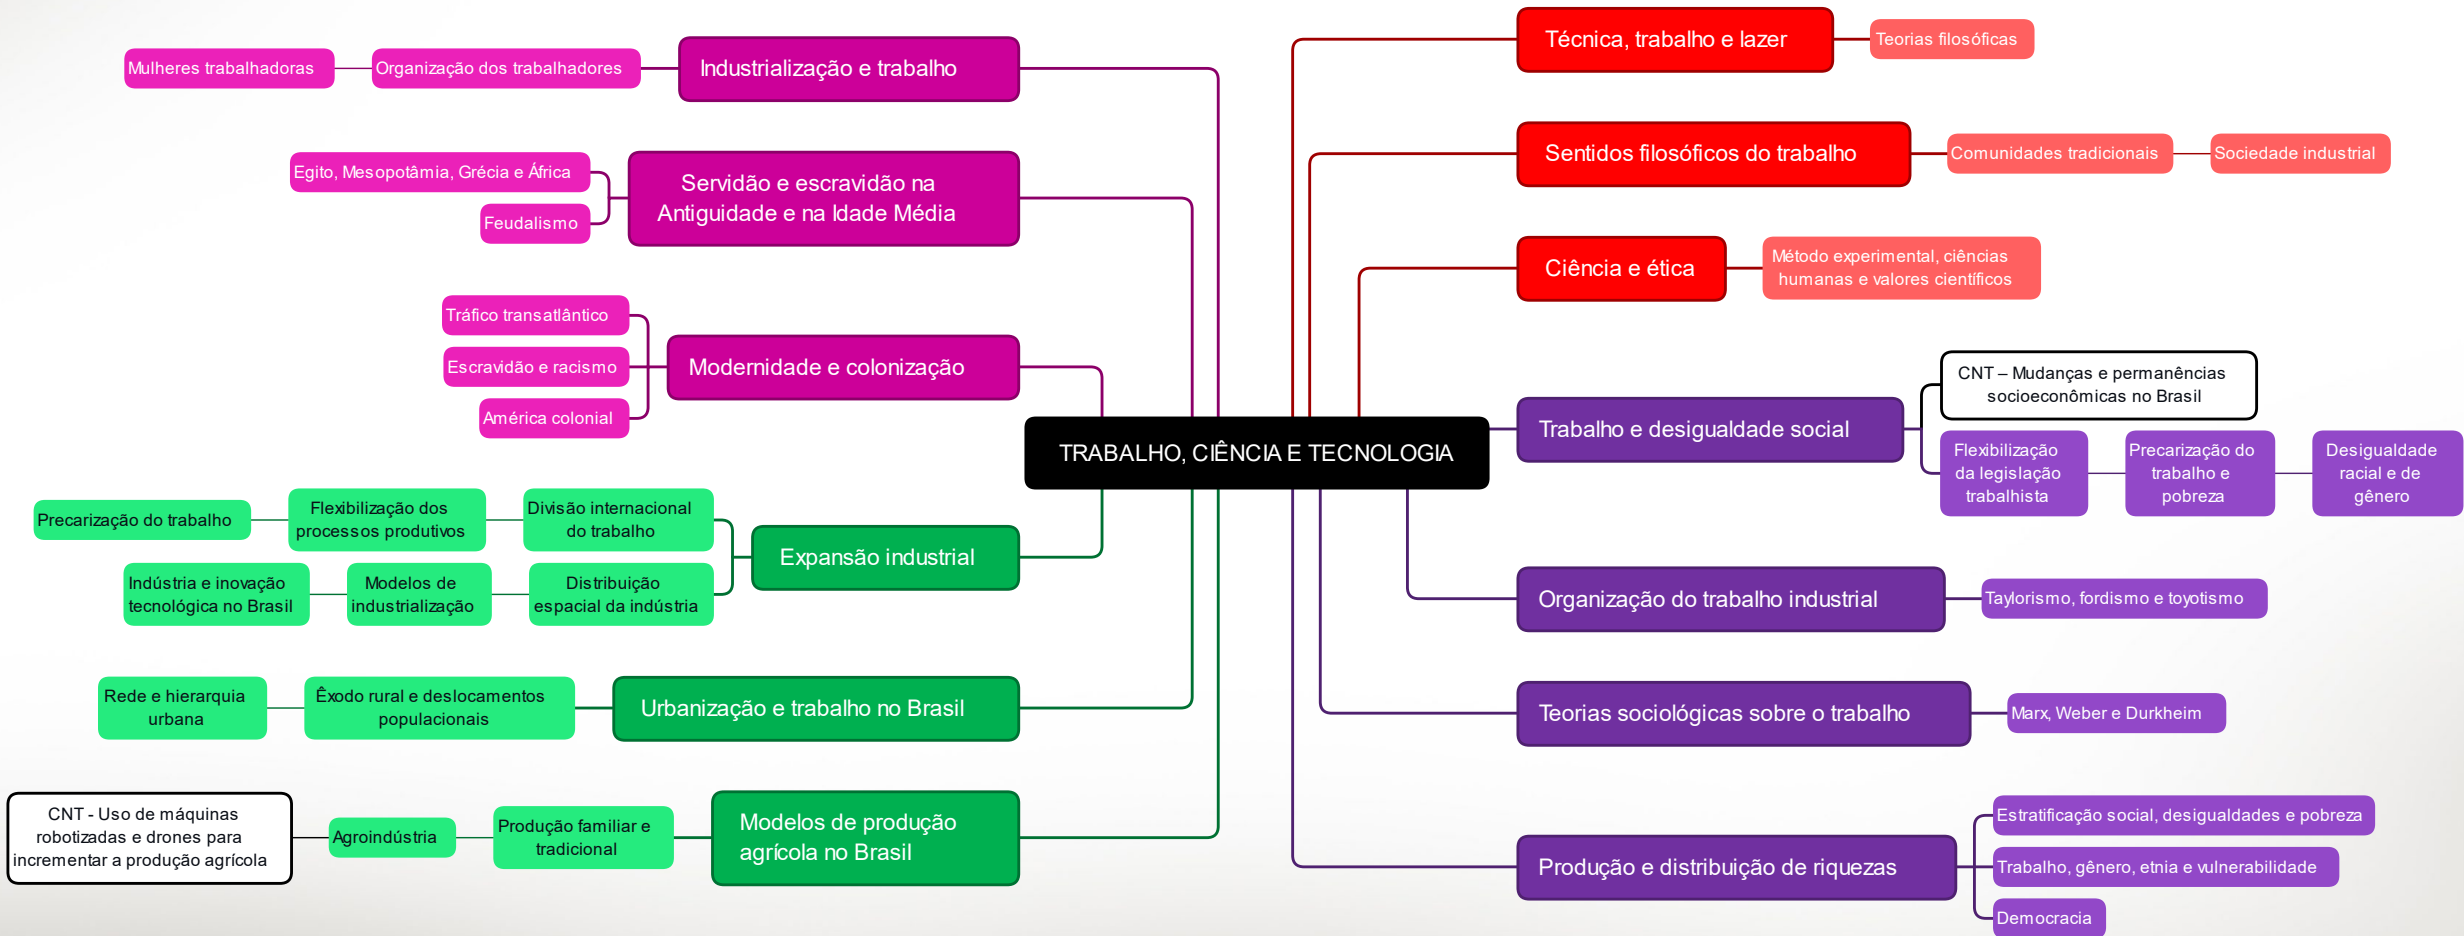 TRABALHO, CIÊNCIA E TECNOLOGIA
Industrialização e trabalho
Organização dos trabalhadores
Mulheres trabalhadoras
Servidão e escravidão na
Antiguidade e na Idade Média
Egito, Mesopotâmia, Grécia e África
Feudalismo
Modernidade e colonização
Tráfico transatlântico
Escravidão e racismo
América colonial
Expansão industrial
Divisão internacional
do trabalho
Flexibilização dos
processos produtivos
Precarização do trabalho
Distribuição
espacial da indústria
Modelos de
industrialização
Indústria e inovação
tecnológica no Brasil
Urbanização e trabalho no Brasil
Êxodo rural e deslocamentos
populacionais
Rede e hierarquia
urbana
Modelos de produção
agrícola no Brasil
Produção familiar e
tradicional
Agroindústria
CNT - Uso de máquinas
robotizadas e drones para
incrementar a produção agrícola
Técnica, trabalho e lazer
Teorias filosóficas
Sentidos filosóficos do trabalho
Comunidades tradicionais
Sociedade industrial
Ciência e ética
Método experimental, ciências
humanas e valores científicos
Trabalho e desigualdade social
CNT – Mudanças e permanências
socioeconômicas no Brasil
Flexibilização
da legislação
trabalhista
Precarização do
trabalho e
pobreza
Desigualdade
racial e de
gênero
Organização do trabalho industrial
Taylorismo, fordismo e toyotismo
Teorias sociológicas sobre o trabalho
Marx, Weber e Durkheim
Produção e distribuição de riquezas
Estratificação social, desigualdades e pobreza
Trabalho, gênero, etnia e vulnerabilidade
Democracia